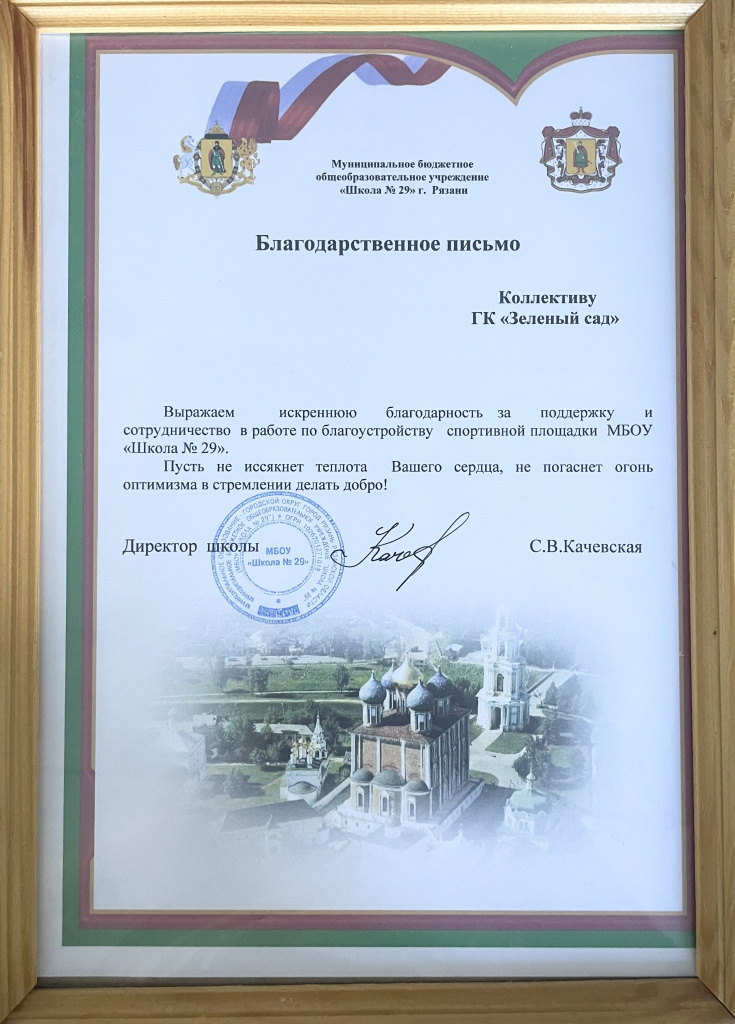 Муниципальное бюджетное
общеобразовательное учреждение
«Школа № 29» г. Рязани
Благодарственное письмо
Коллективу
ГК «Зеленый сад»
Выражаем искреннюю благодарность за поддержку и
сотрудничество в работе по благоустройству спортивной площадки МБОУ
«Школа № 29».
Пусть не иссякнет теплота Вашего сердца, не погаснет огонь
оптимизма в стремлении делать добро!
Директор школы
С.В.Качевская
МБОУ
«Школа № 29»